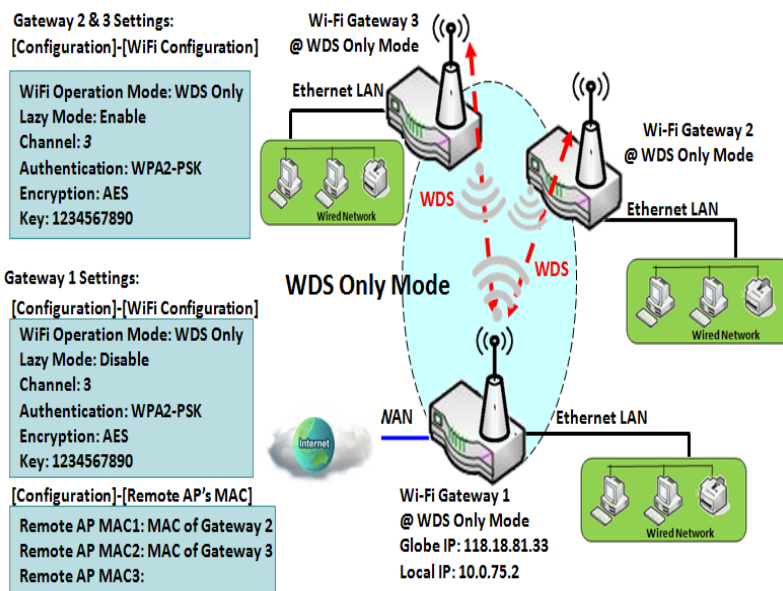 Gateway 2 & 3 Settings:
[Configuration]-[WiFi Configuration]
WiFi Operation Mode: WDS Only
Lazy Mode: Enable
Channel: 3
Authentication: WPA2-PSK
Encryption: AES
Key: 1234567890
Wi-Fi Gateway 3
@ WDS Only Mode
Ethernet LAN
Wired Network
Wi-Fi Gateway 2
@ WDS Only Mode
Ethernet LAN
Wired Network
WDS
WDS
WDS Only Mode
Gateway 1 Settings:
[Configuration]-[WiFi Configuration]
WiFi Operation Mode: WDS Only
Lazy Mode: Disable
Channel: 3
Authentication: WPA2-PSK
Encryption: AES
Key: 1234567890
[Configuration]-[Remote AP's MAC]
Remote AP MAC1: MAC of Gateway 2
Remote AP MAC2: MAC of Gateway 3
Remote AP MAC3:
Internet
WAN
Ethernet LAN
Wired Network
Wi-Fi Gateway 1
@ WDS Only Mode
Globe IP: 118.18.81.33
Local IP: 10.0.75.2